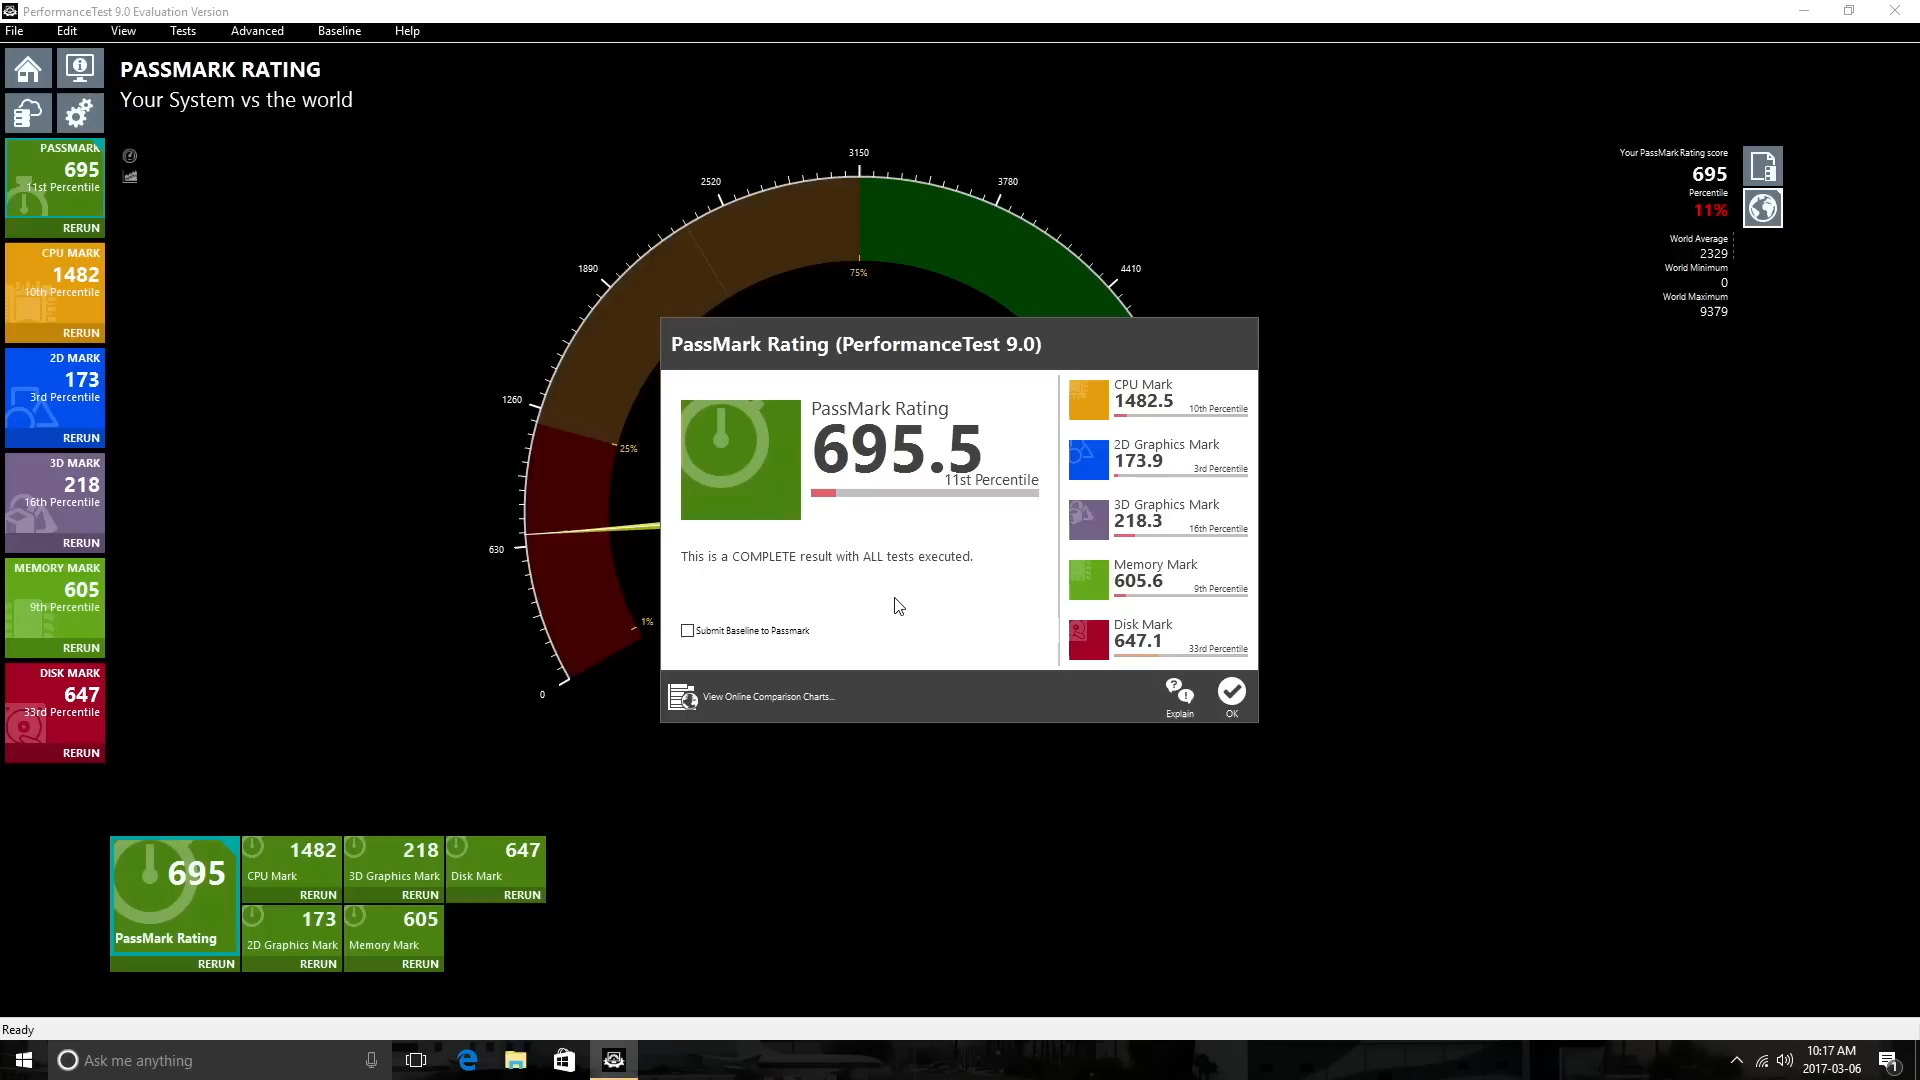 PerformanceTest 9.0 Evaluation Version
File Edit View Tests Advanced Baseline Help
PASSMARK RATING
Your System vs the world
PASSMARK
695
11st Percentile
RERUN
CPU MARK
1482
10th Percentile
RERUN
2D MARK
173
3rd Percentile
RERUN
3D MARK
218
16th Percentile
RERUN
MEMORY MARK
605
9th Percentile
RERUN
DISK MARK
647
33rd Percentile
RERUN
0
630
1260
1890
2520
3150
3780
4410
1%
25%
75%
Your PassMark Rating score
695
Percentile
11%
World Average
2329
World Minimum
0
World Maximum
9379
PassMark Rating (PerformanceTest 9.0)
PassMark Rating
695.5
11st Percentile
This is a COMPLETE result with ALL tests executed.
Submit Baseline to Passmark
CPU Mark
1482.5
10th Percentile
2D Graphics Mark
173.9
3rd Percentile
3D Graphics Mark
218.3
16th Percentile
Memory Mark
605.6
9th Percentile
Disk Mark
647.1
33rd Percentile
View Online Comparison Charts...
Explain
OK
695
PassMark Rating
RERUN
1482
CPU Mark
RERUN
218
3D Graphics Mark
RERUN
647
Disk Mark
RERUN
173
2D Graphics Mark
RERUN
605
Memory Mark
RERUN
Ready
Ask me anything
10:17 AM
2017-03-06
1